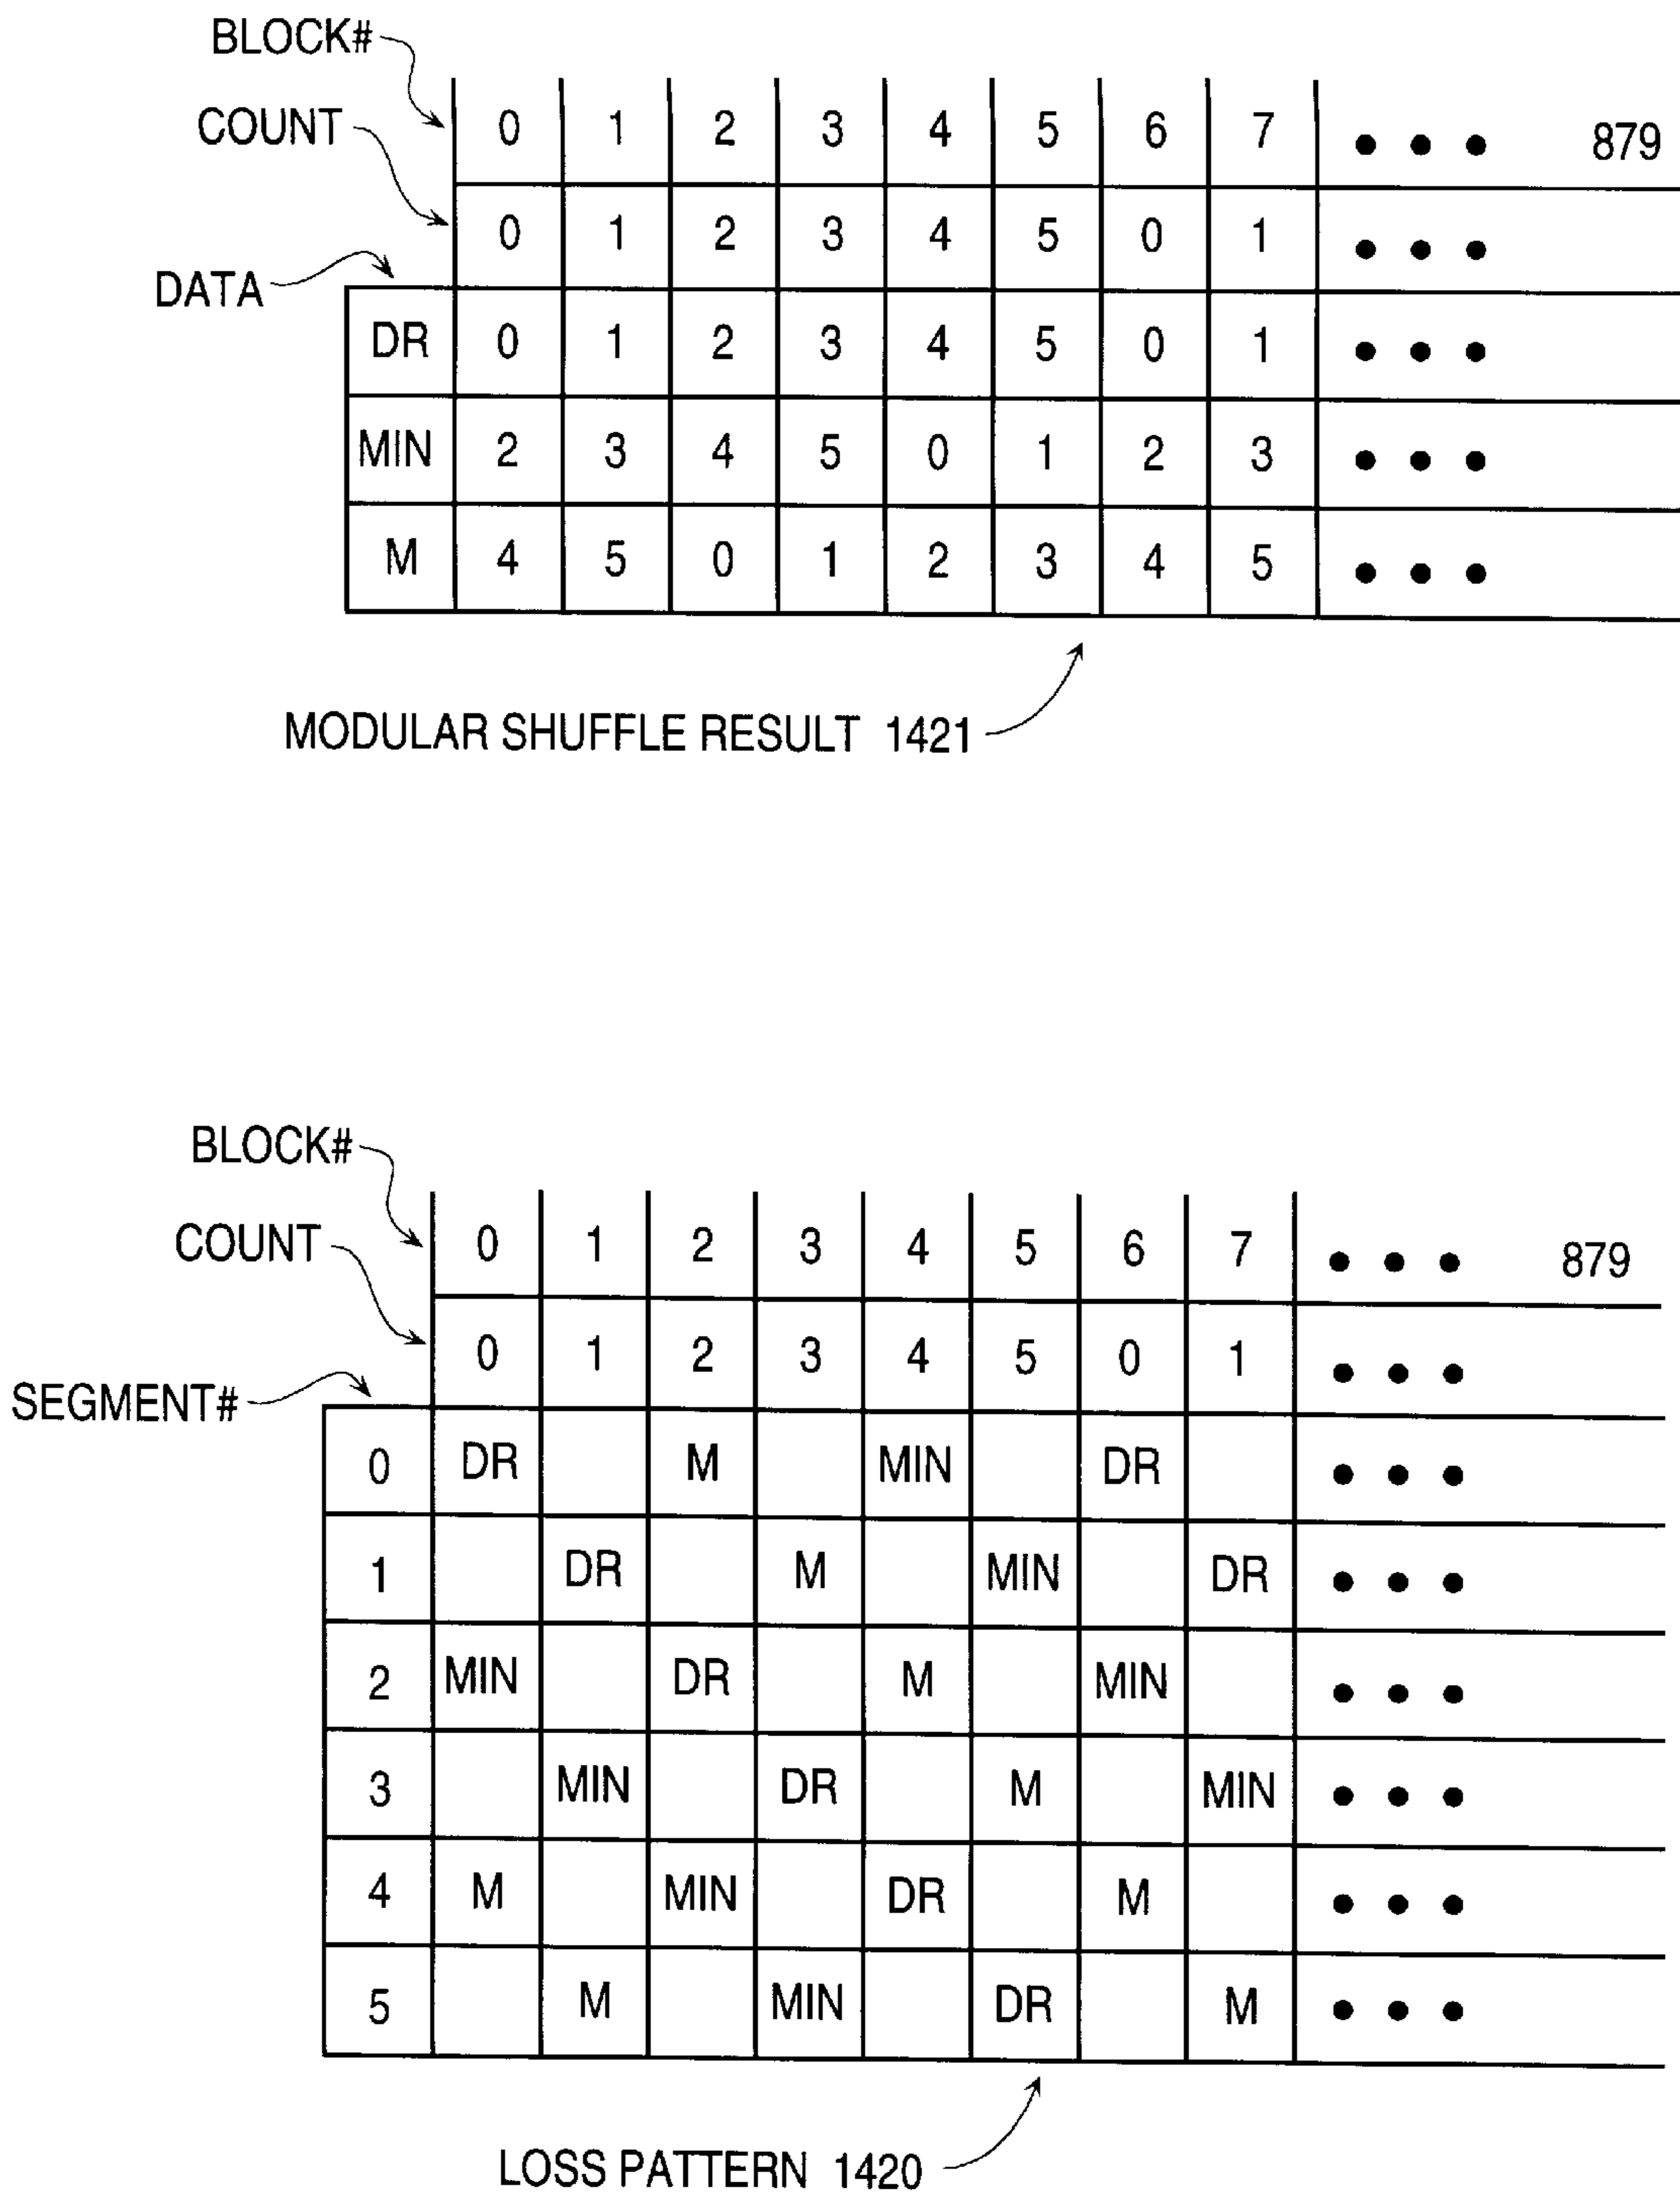 BLOCK#
COUNT 0 1 2 3 4 5 6 7 • • • 879
0 1 2 3 4 5 0 1 • • •
DATA
DR 0 1 2 3 4 5 0 1 • • •
MIN 2 3 4 5 0 1 2 3 • • •
M 4 5 0 1 2 3 4 5 • • •
MODULAR SHUFFLE RESULT 1421
BLOCK#
COUNT 0 1 2 3 4 5 6 7 • • • 879
0 1 2 3 4 5 0 1 • • •
SEGMENT#
0 DR M MIN DR • • •
1 DR M MIN DR • • •
2 MIN DR M MIN • • •
3 MIN DR M MIN • • •
4 M MIN DR M • • •
5 M MIN DR M • • •
LOSS PATTERN 1420